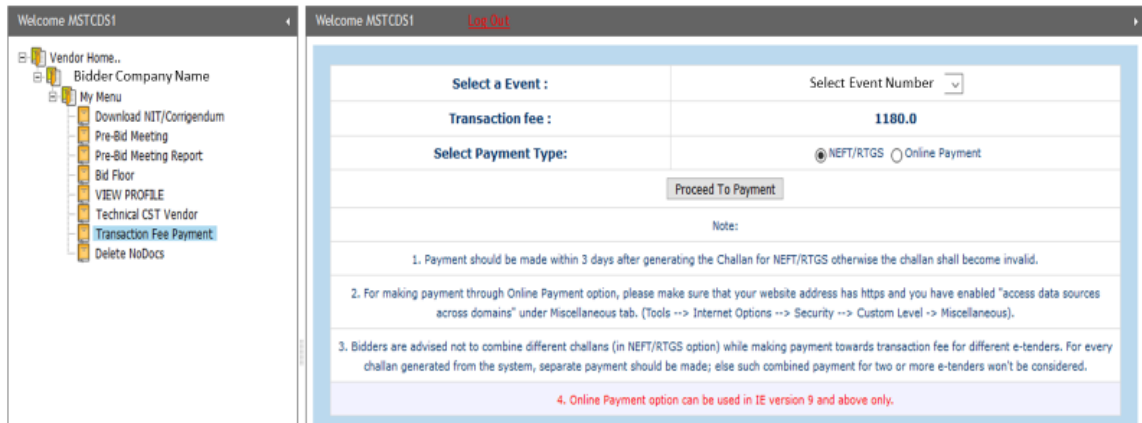 Welcome MSTCDS1
Vendor Home..
Bidder Company Name
My Menu
Download NIT/Corrigendum
Pre-Bid Meeting
Pre-Bid Meeting Report
Bid Floor
VIEW PROFILE
Technical CST Vendor
Transaction Fee Payment
Delete NoDocs
Welcome MSTCDS1 Log Out
Select a Event : Select Event Number
Transaction fee : 1180.0
Select Payment Type: NEFT/RTGS Online Payment
Proceed To Payment
Note:
1. Payment should be made within 3 days after generating the Challan for NEFT/RTGS otherwise the challan shall become invalid.
2. For making payment through Online Payment option, please make sure that your website address has https and you have enabled "access data sources
across domains" under Miscellaneous tab. (Tools --> Internet Options --> Security --> Custom Level -> Miscellaneous).
3. Bidders are advised not to combine different challans (in NEFT/RTGS option) while making payment towards transaction fee for different e-tenders. For every
challan generated from the system, separate payment should be made; else such combined payment for two or more e-tenders won't be considered.
4. Online Payment option can be used in IE version 9 and above only.